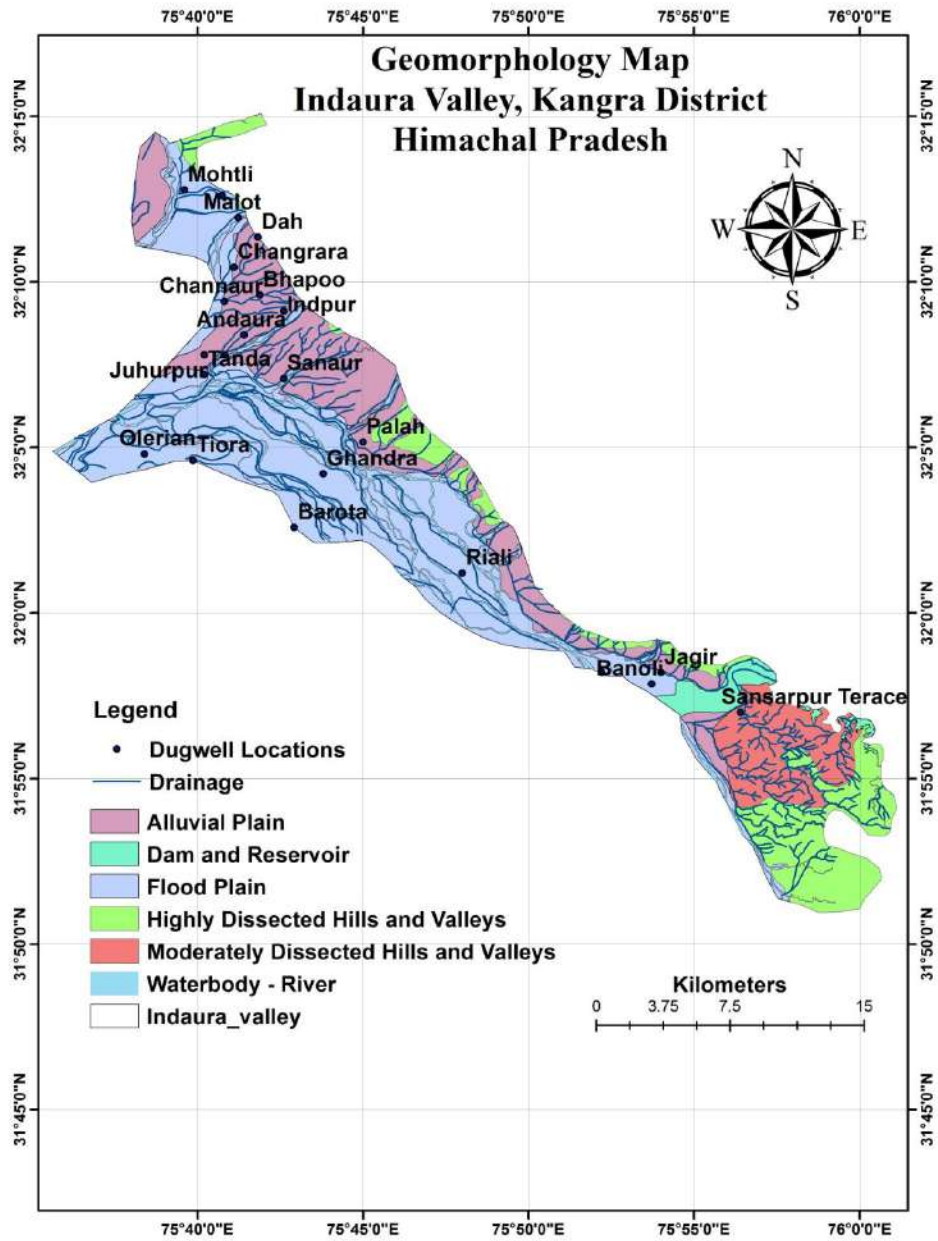 75°40'0"E 75°45'0"E 75°50'0"E 75°55'0"E 76°0'0"E
Geomorphology Map
Indaura Valley, Kangra District
Himachal Pradesh
32°15'0"N
32°15'0"N
N
W E
S
Mohtli
Malot
Dah
Changrara
32°10'0"N
32°10'0"N
Channaur Bhapoo
Indpur
Andaura
Tanda
Juhurpur
Sanaur
Palah
32°5'0"N
32°5'0"N
Olerian Tiora
Ghandra
Barota
Riali
32°0'0"N
32°0'0"N
Banoli Jagir
Sansarpur Terace
31°55'0"N
31°55'0"N
Legend
Dugwell Locations
Drainage
Alluvial Plain
Dam and Reservoir
Flood Plain
Highly Dissected Hills and Valleys
Moderately Dissected Hills and Valleys
Waterbody - River
Indaura_valley
31°50'0"N
31°50'0"N
Kilometers
0 3.75 7.5 15
31°45'0"N
31°45'0"N
75°40'0"E 75°45'0"E 75°50'0"E 75°55'0"E 76°0'0"E